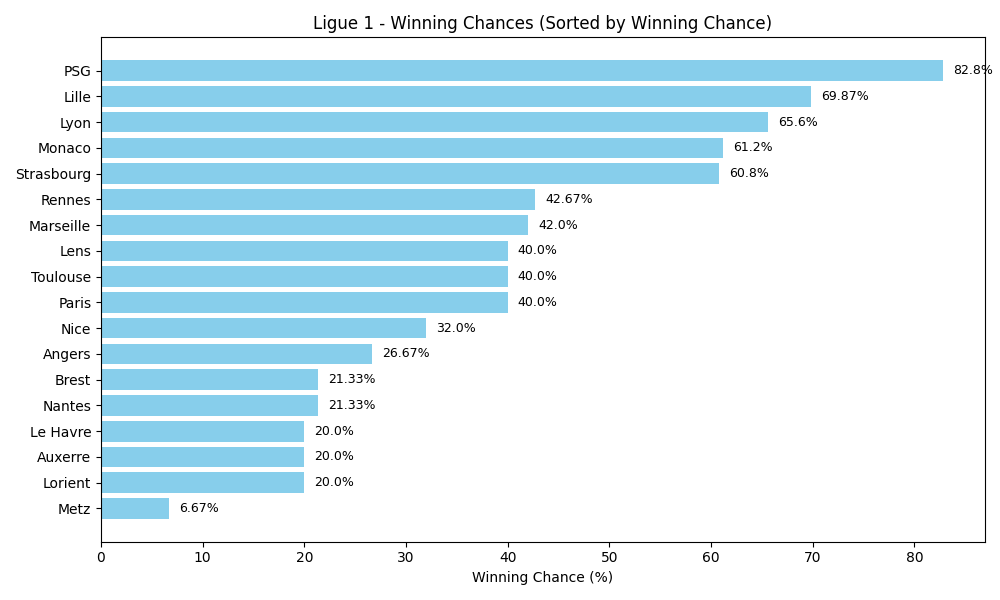 Ligue 1 - Winning Chances (Sorted by Winning Chance)
PSG 82.8%
Lille 69.87%
Lyon 65.6%
Monaco 61.2%
Strasbourg 60.8%
Rennes 42.67%
Marseille 42.0%
Lens 40.0%
Toulouse 40.0%
Paris 40.0%
Nice 32.0%
Angers 26.67%
Brest 21.33%
Nantes 21.33%
Le Havre 20.0%
Auxerre 20.0%
Lorient 20.0%
Metz 6.67%
0 10 20 30 40 50 60 70 80
Winning Chance (%)